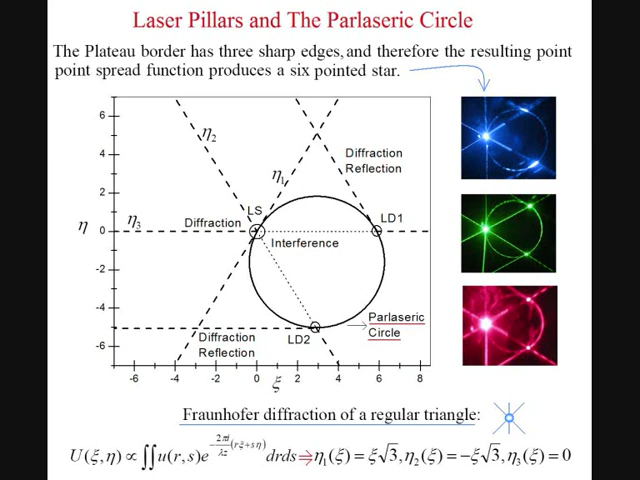 Laser Pillars and The Parlaseric Circle
The Plateau border has three sharp edges, and therefore the resulting point
point spread function produces a six pointed star.
6
4
2
0
-2
-4
-6
η
η₂
η₁
η₃
Diffraction
Reflection
LS
Diffraction
LD1
Interference
Parlaseric
Circle
LD2
Diffraction
Reflection
-6 -4 -2 0 2 4 6 8
ξ
Fraunhofer diffraction of a regular triangle:
U(ξ,η) ∝ ∬u(r,s)e^{-\frac{2πi}{λz}(rξ+sη)} drds ⇒ η₁(ξ) = ξ√3, η₂(ξ) = −ξ√3, η₃(ξ) = 0